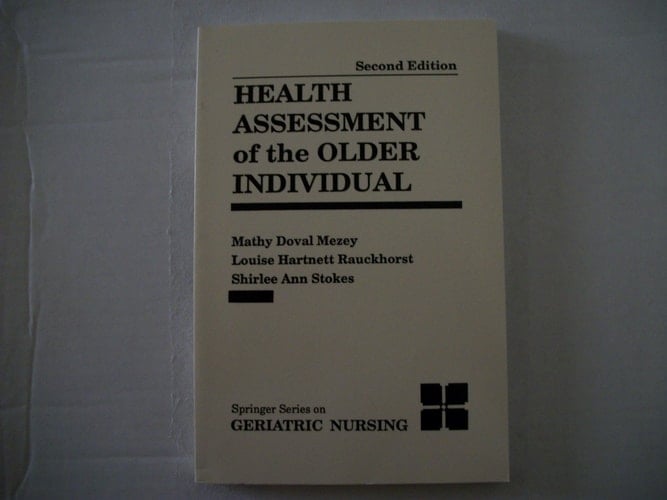 Second Edition
HEALTH
ASSESSMENT
of the OLDER
INDIVIDUAL
Mathy Doval Mezey
Louise Hartnett Rauckhorst
Shirlee Ann Stokes
Springer Series on
GERIATRIC NURSING